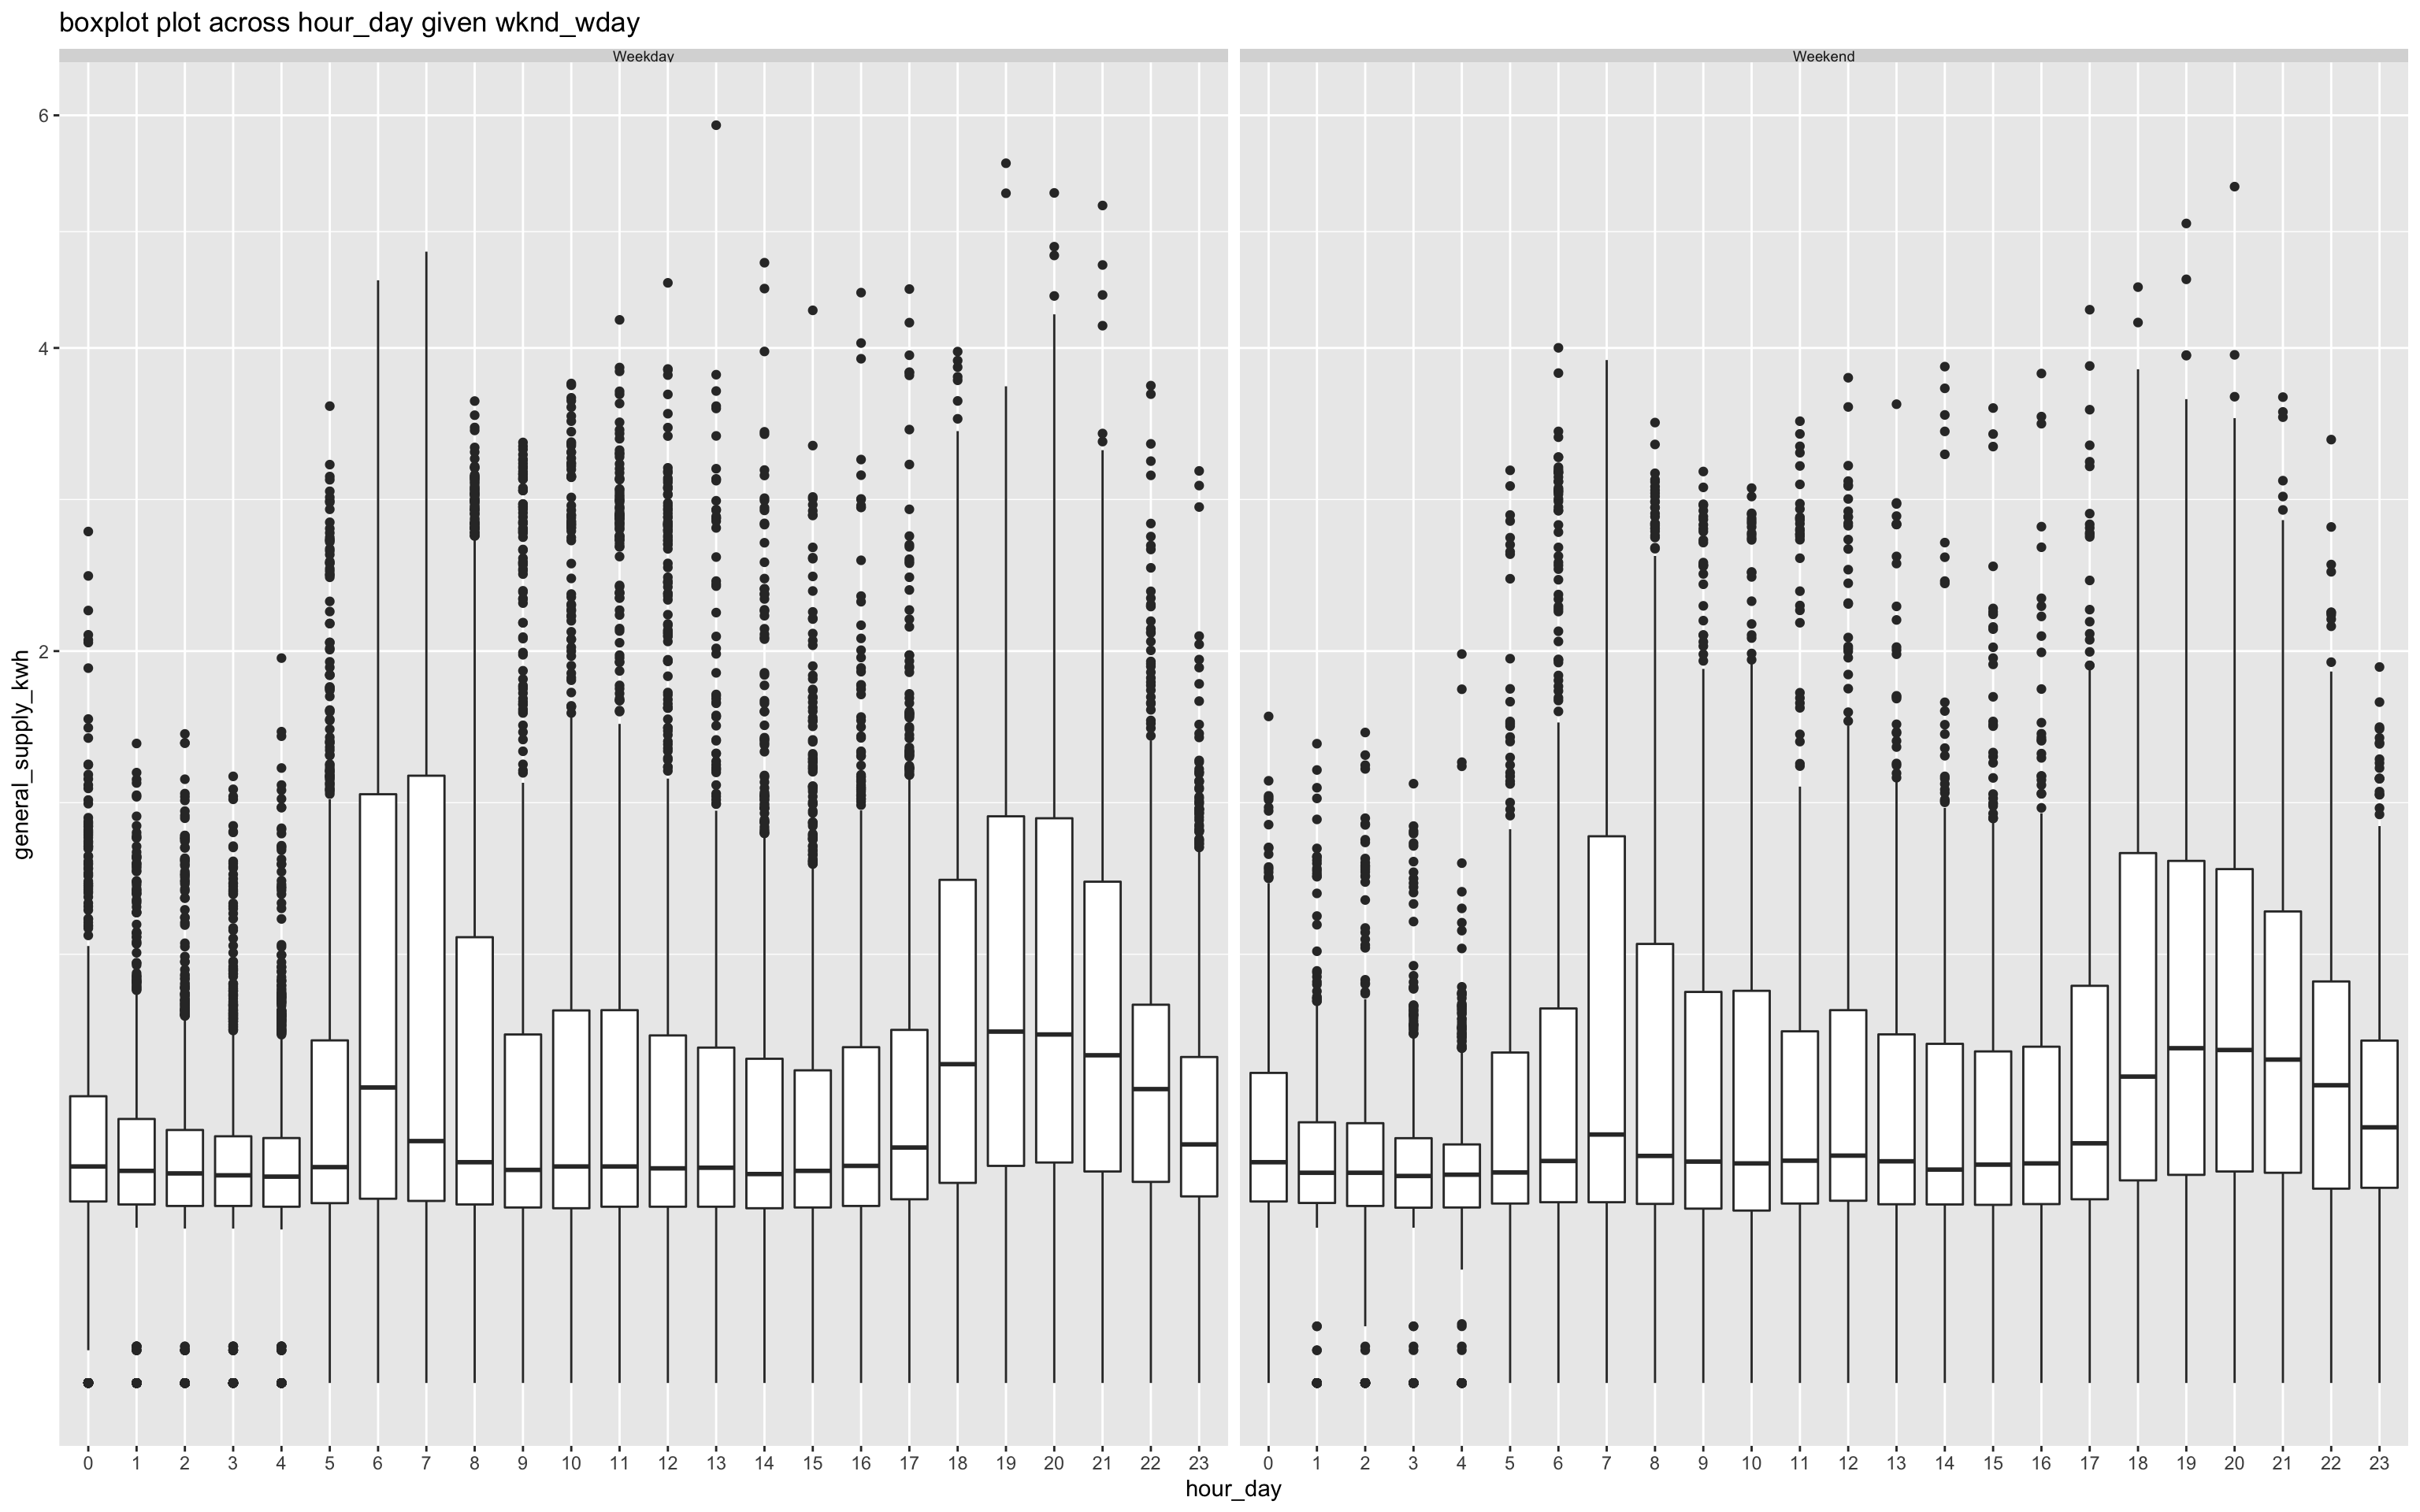 boxplot plot across hour_day given wknd_wday
Weekday
Weekend
6
4
2
general_supply_kwh
0 1 2 3 4 5 6 7 8 9 10 11 12 13 14 15 16 17 18 19 20 21 22 23
0 1 2 3 4 5 6 7 8 9 10 11 12 13 14 15 16 17 18 19 20 21 22 23
hour_day